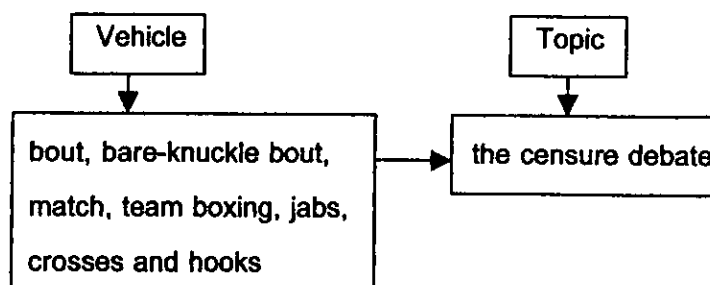 Vehicle
Topic
bout, bare-knuckle bout,
match, team boxing, jabs,
crosses and hooks
the censure debate